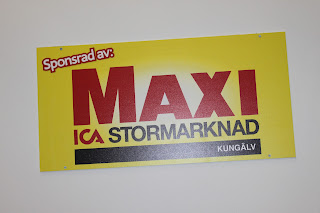 Sponsrad av:
MAXI
ICA STORMARKNAD
KUNGÄLV